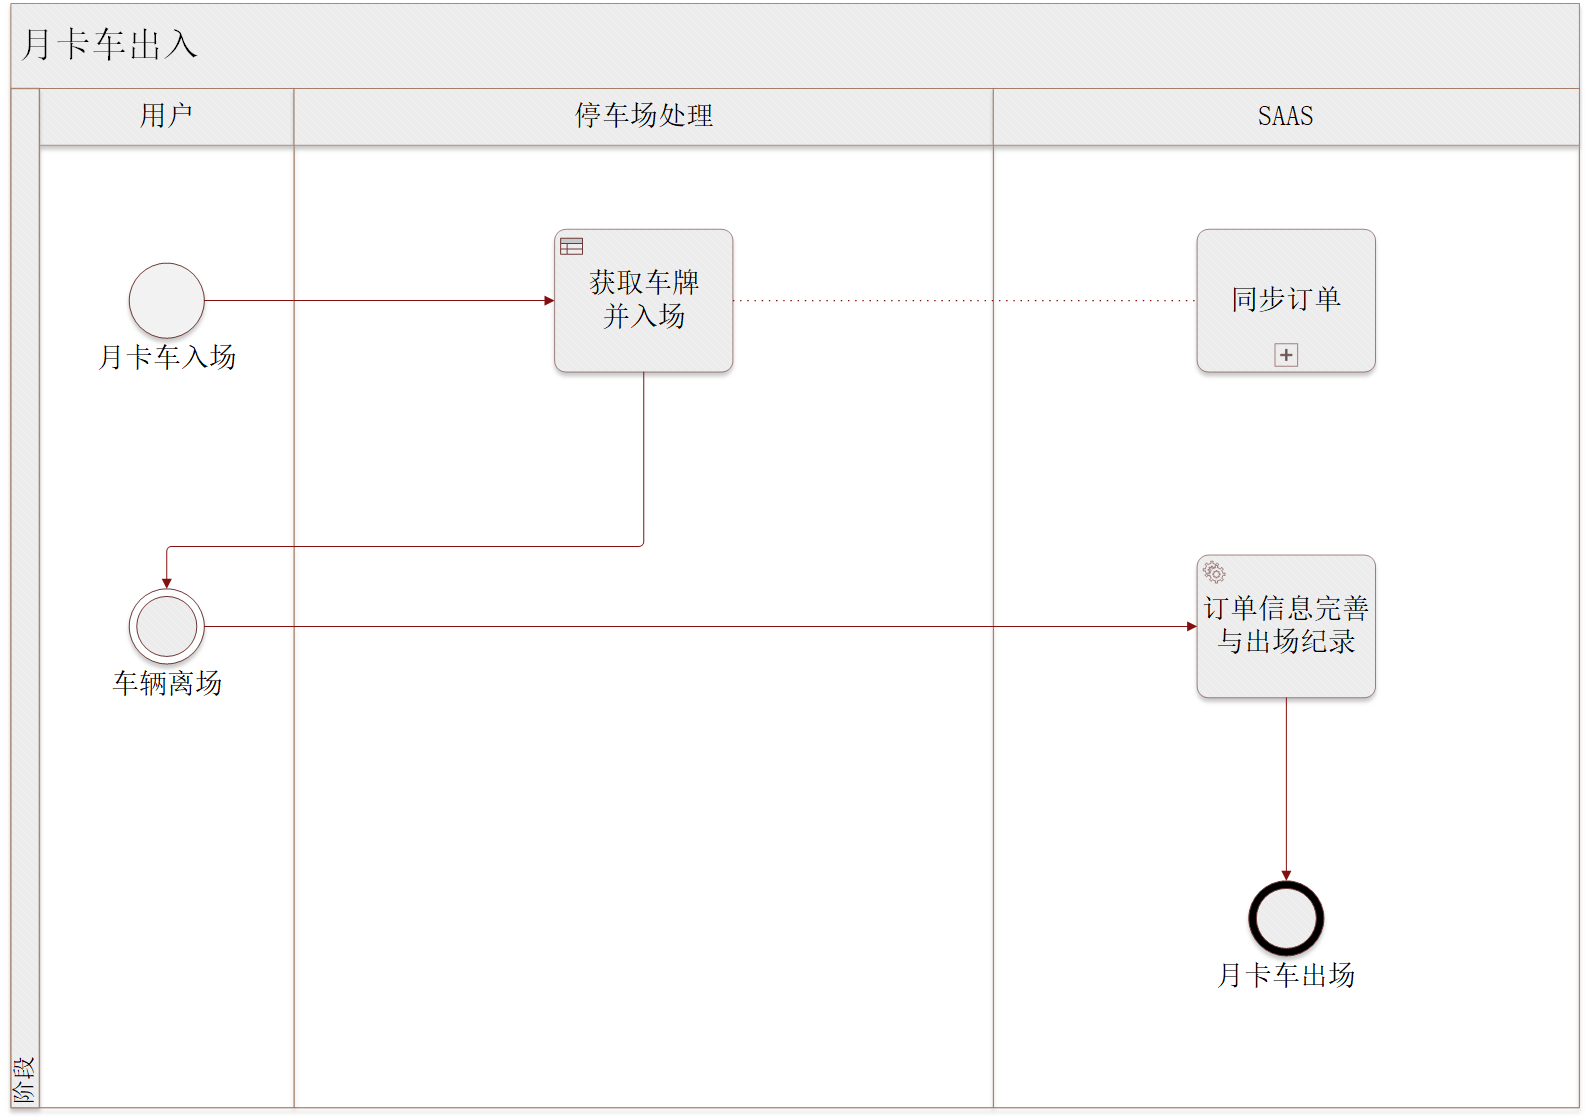 月卡车出入
用户
停车场处理
SAAS
获取车牌
并入场
同步订单
月卡车入场
订单信息完善
与出场纪录
车辆离场
月卡车出场
阶段